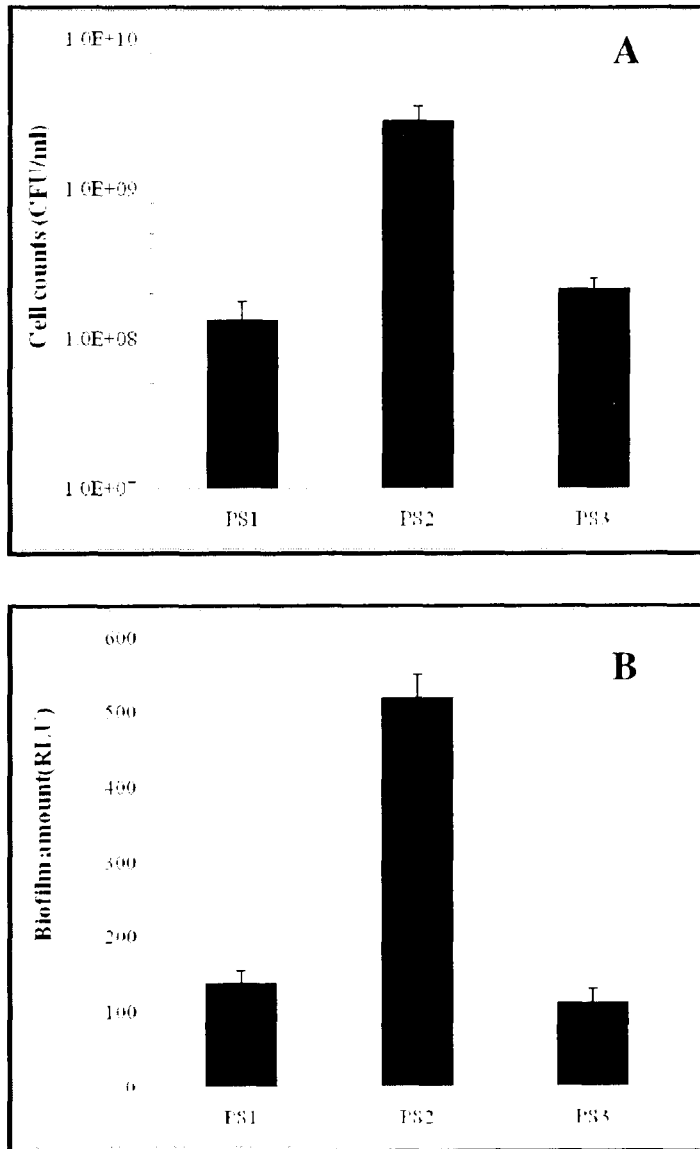 A
1.0E+10
1.0E+09
1.0E+08
1.0E+07
Cell counts (CFU/ml)
PS1 PS2 PS3
B
600
500
400
300
200
100
0
Biofilm amount(RLU)
PS1 PS2 PS3